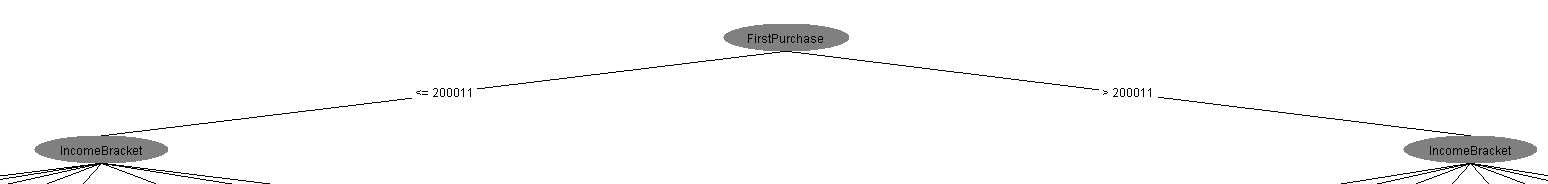 FirstPurchase
<= 200011
> 200011
IncomeBracket
IncomeBracket